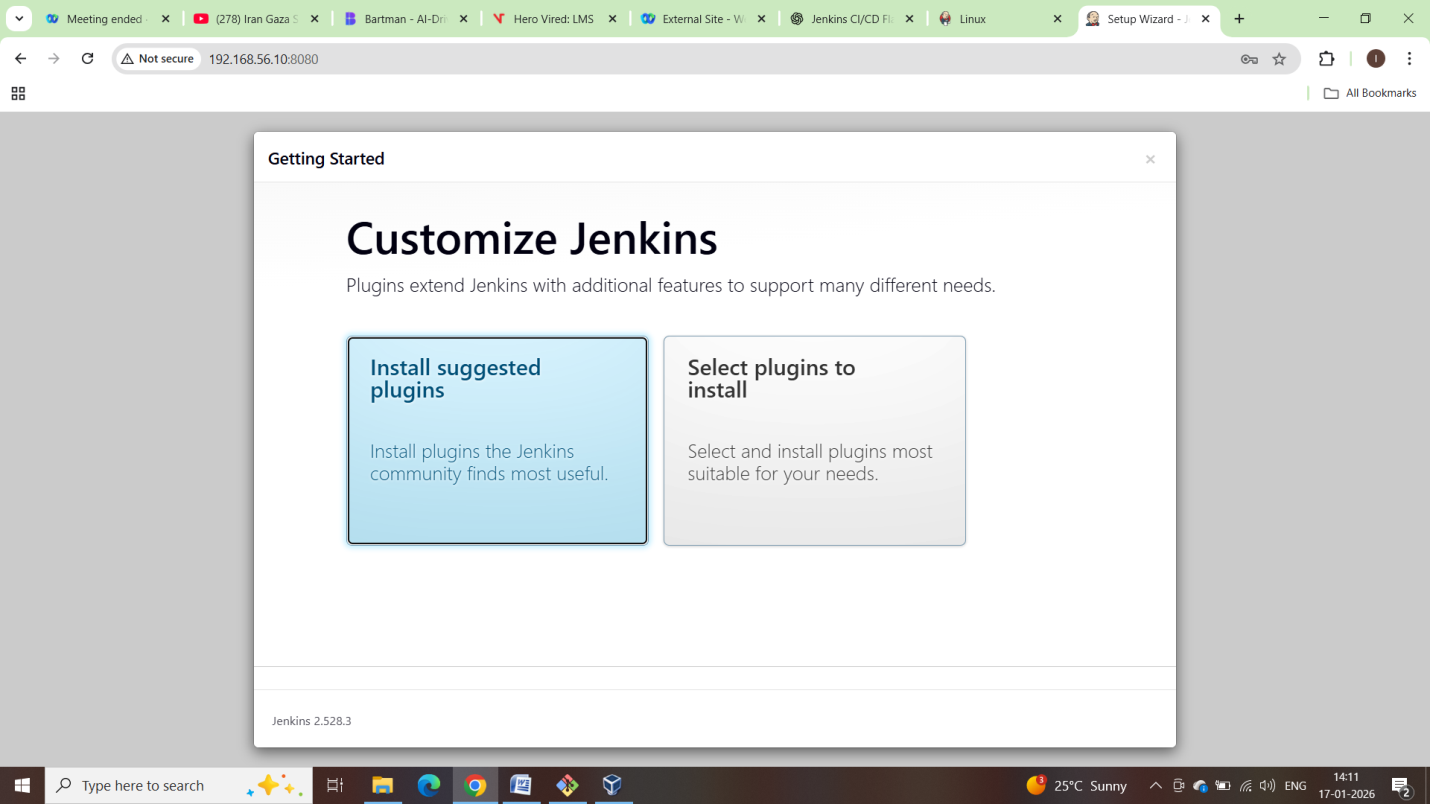 Meeting ended -
(278) Iran Gaza S
Bartman - AI-Dri
Hero Vired: LMS
External Site - W
Jenkins CI/CD Fl
Linux
Setup Wizard - J
Not secure
192.168.56.10:8080
I
All Bookmarks
Getting Started
Customize Jenkins
Plugins extend Jenkins with additional features to support many different needs.
Install suggested
plugins
Install plugins the Jenkins
community finds most useful.
Select plugins to
install
Select and install plugins most
suitable for your needs.
Jenkins 2.528.3
Type here to search
3
25°C Sunny
ENG
14:11
17-01-2026
2